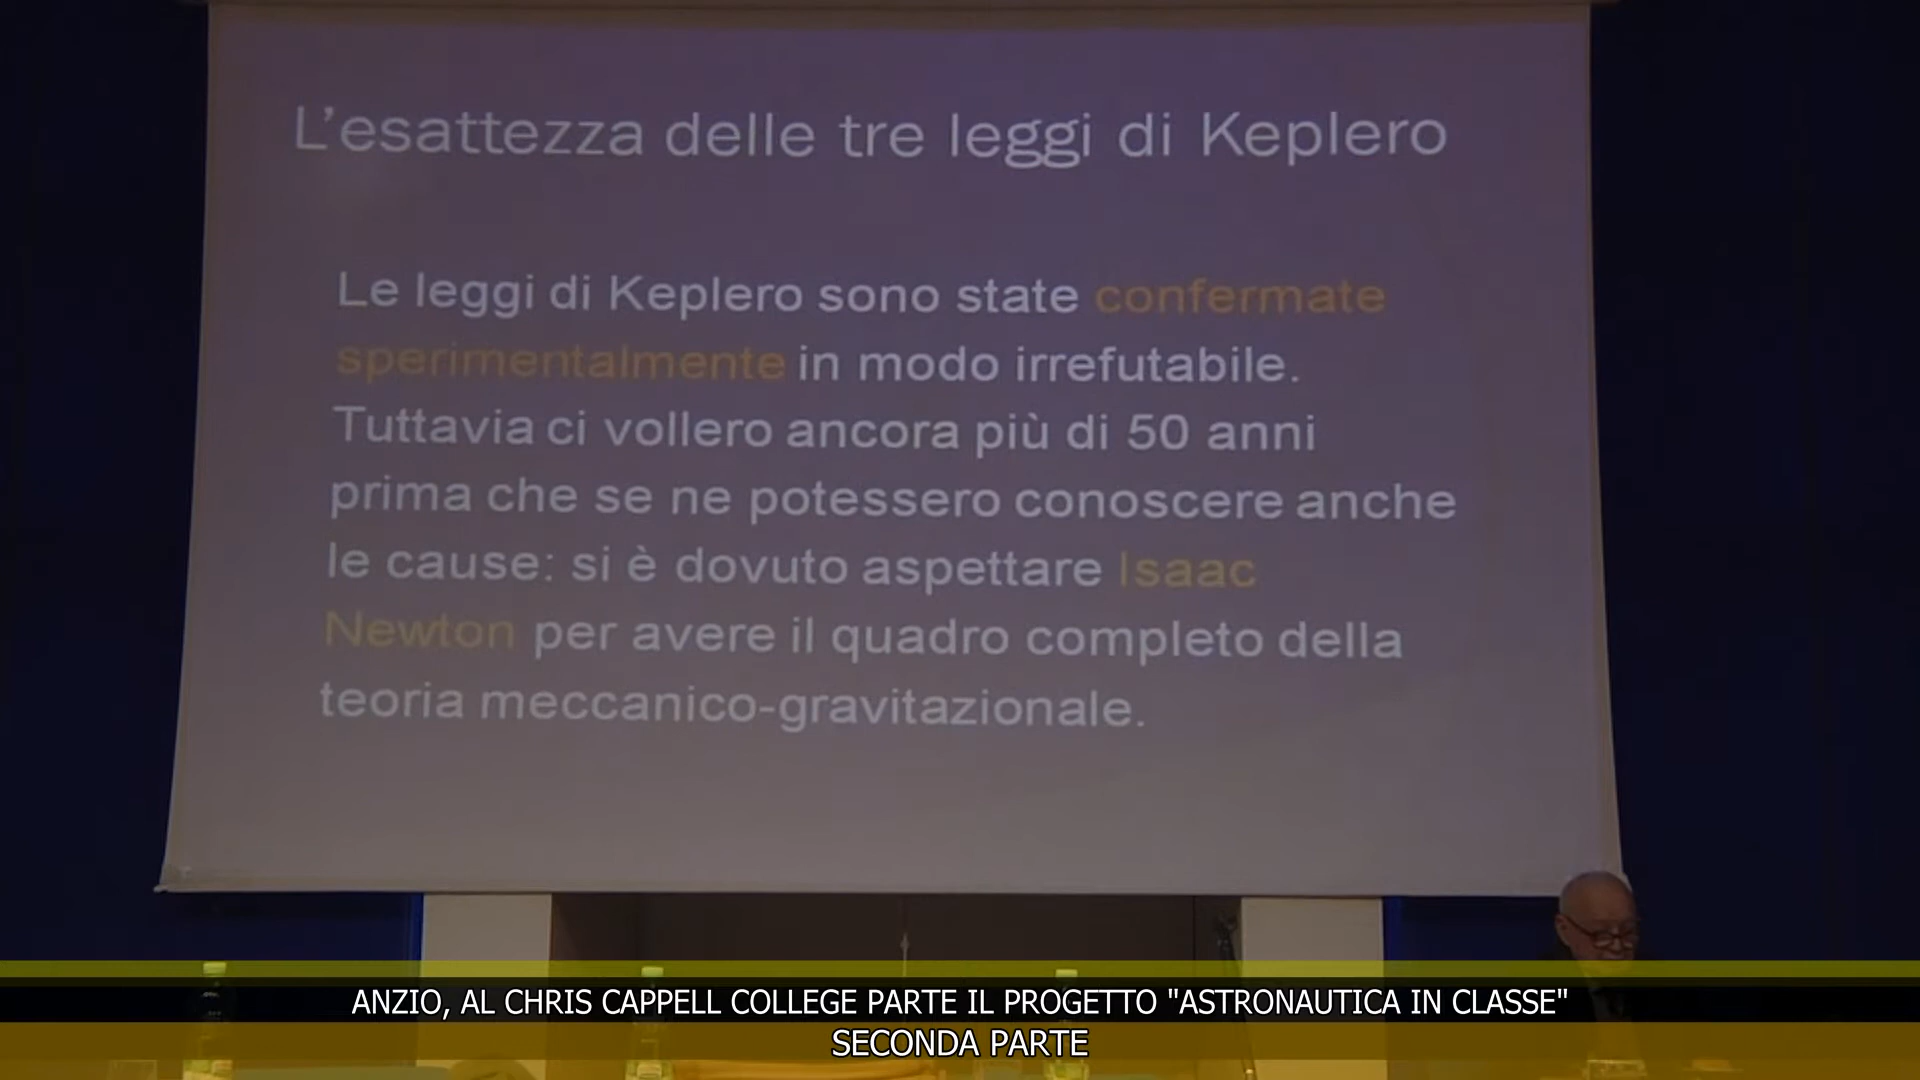 L'esattezza delle tre leggi di Keplero
Le leggi di Keplero sono state confermate
sperimentalmente in modo irrefutabile.
Tuttavia ci vollero ancora più di 50 anni
prima che se ne potessero conoscere anche
le cause: si è dovuto aspettare Isaac
Newton per avere il quadro completo della
teoria meccanico-gravitazionale.
ANZIO, AL CHRIS CAPPELL COLLEGE PARTE IL PROGETTO "ASTRONAUTICA IN CLASSE"
SECONDA PARTE